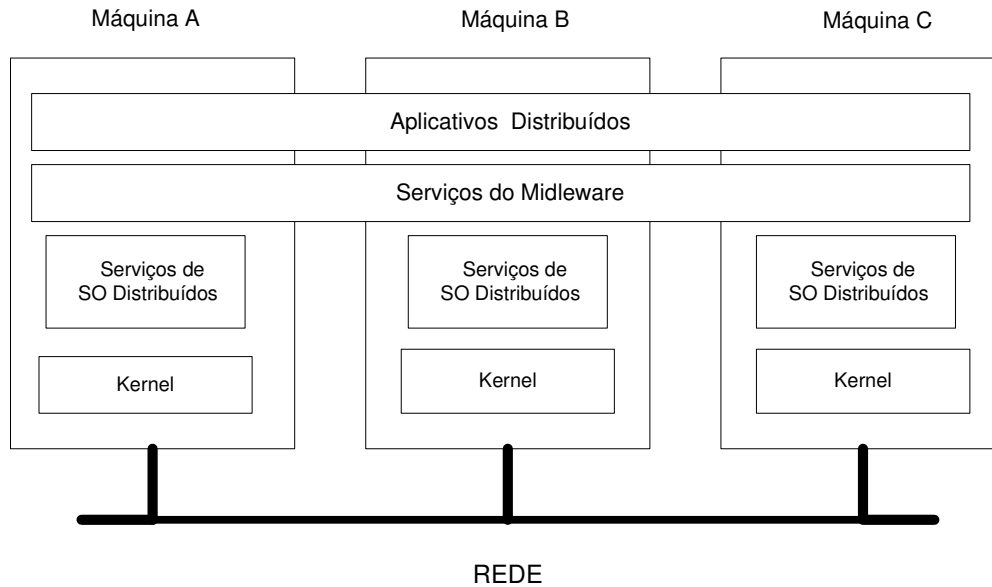 Máquina A
Máquina B
Máquina C
Aplicativos Distribuídos
Serviços do Midleware
Serviços de
SO Distribuídos
Serviços de
SO Distribuídos
Serviços de
SO Distribuídos
Kernel
Kernel
Kernel
REDE